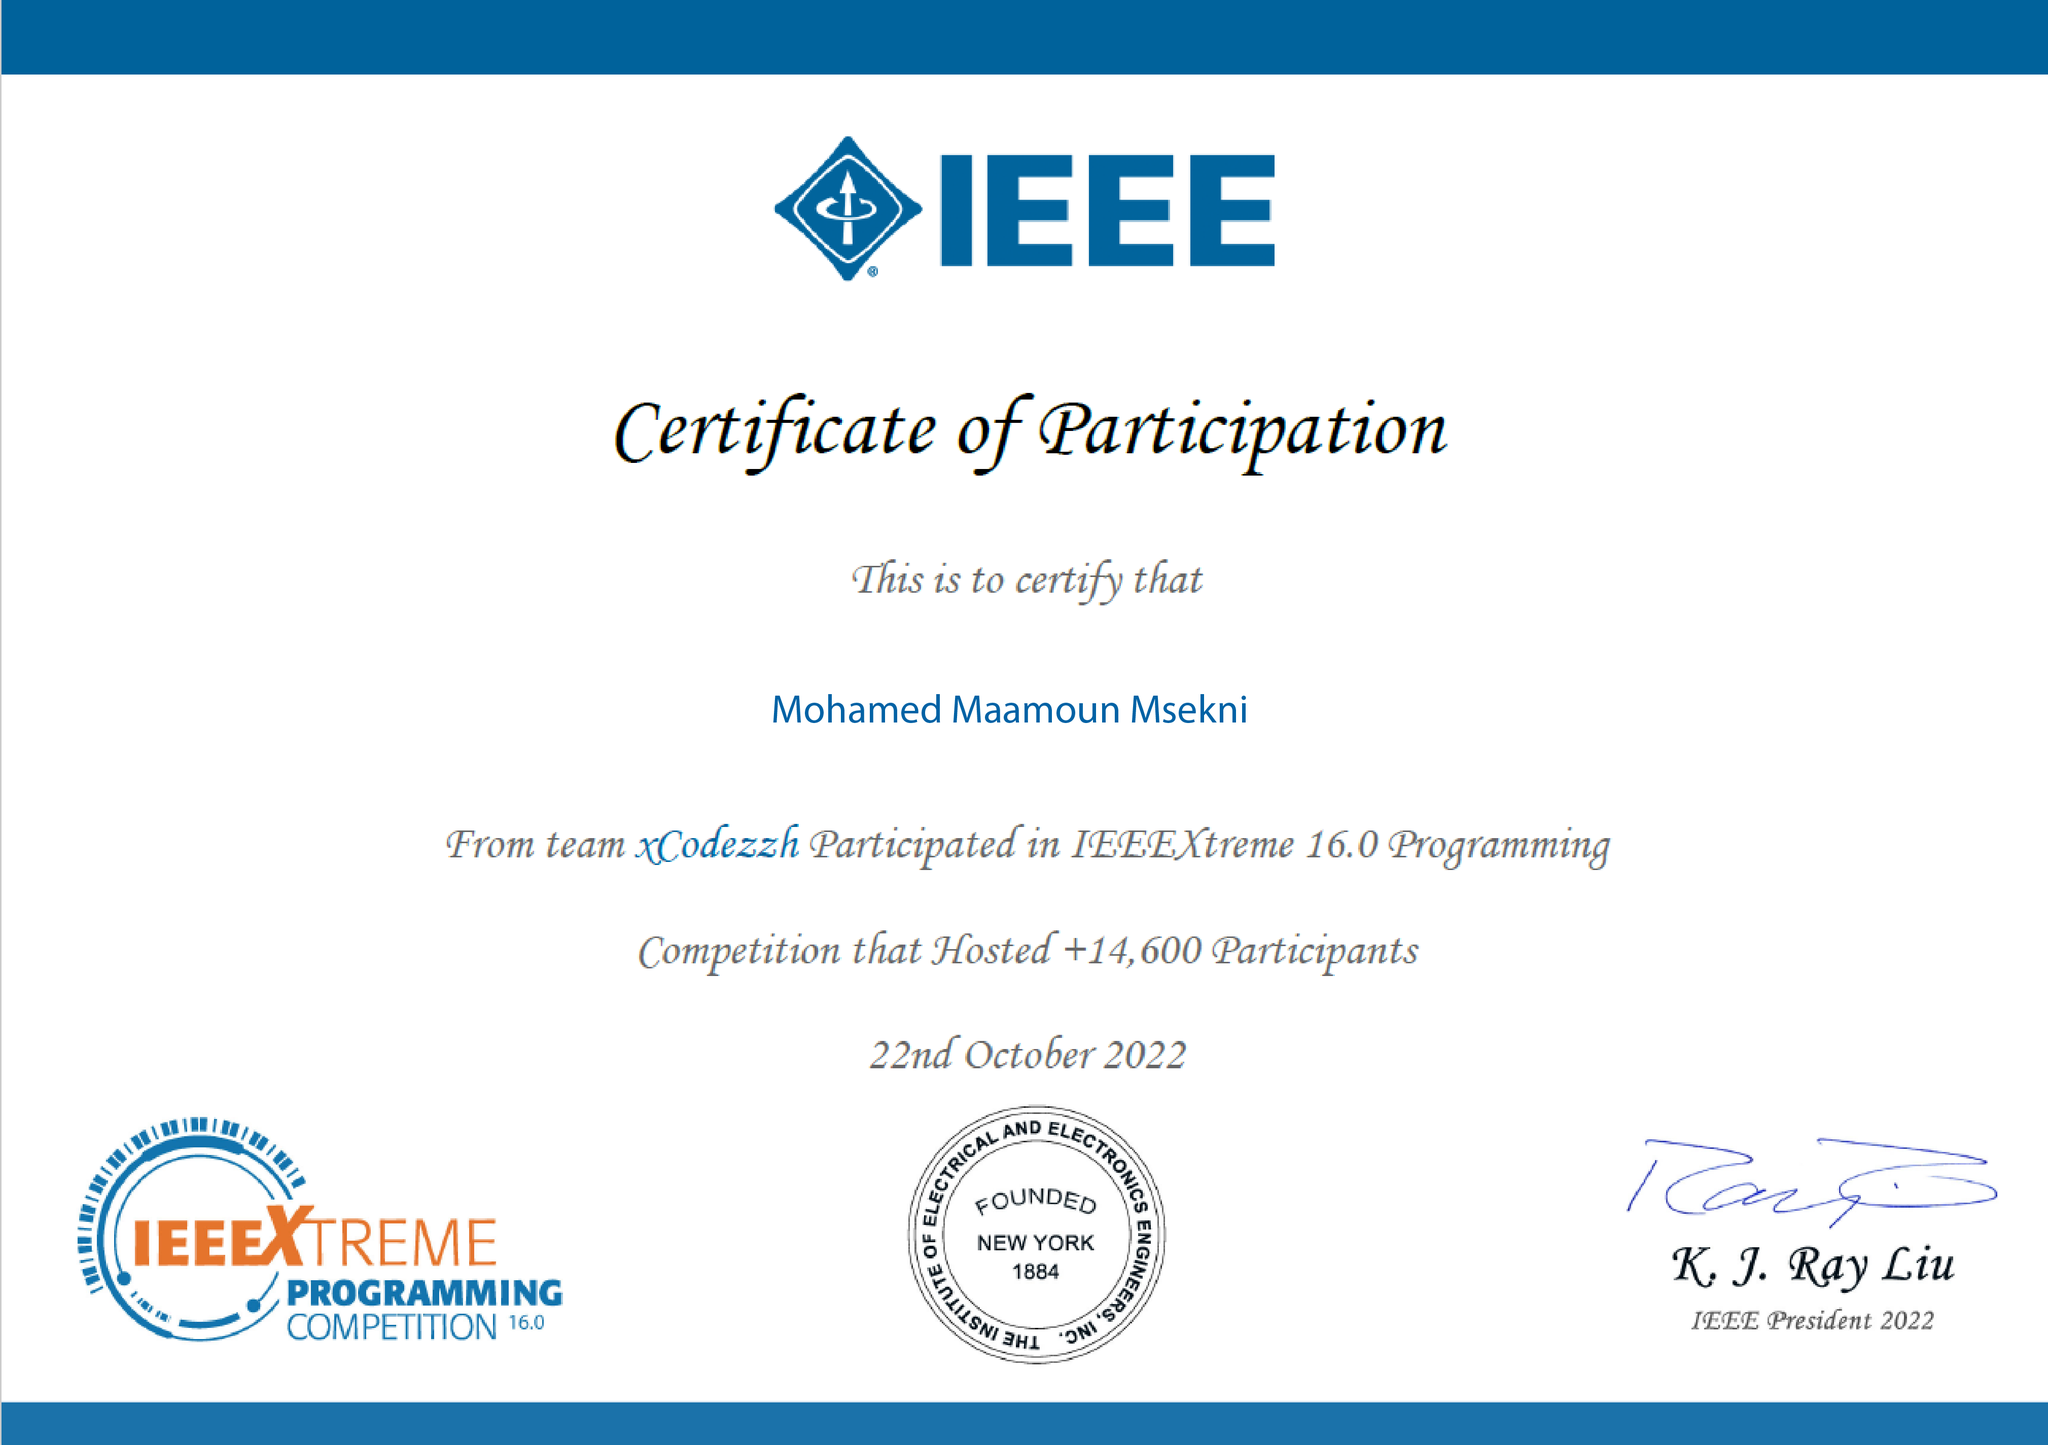 IEEE
®
Certificate of Participation
This is to certify that
Mohamed Maamoun Msekni
From team xCodezzh Participated in IEEEXtreme 16.0 Programming
Competition that Hosted +14,600 Participants
22nd October 2022
IEEEXTREME
PROGRAMMING
COMPETITION 16.0
THE INSTITUTE OF ELECTRICAL AND ELECTRONICS ENGINEERS, INC.
FOUNDED
NEW YORK
1884
K. J. Ray Liu
IEEE President 2022